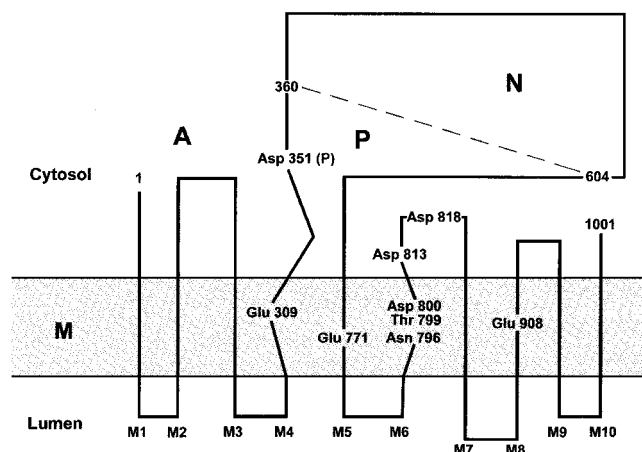 N
360
A
P
Asp 351 (P)
Cytosol
1
604
Asp 818
1001
Asp 813
Glu 309
Asp 800
Thr 799
Glu 908
M
Glu 771
Asn 796
Lumen
M1 M2 M3 M4 M5 M6 M7 M8 M9 M10